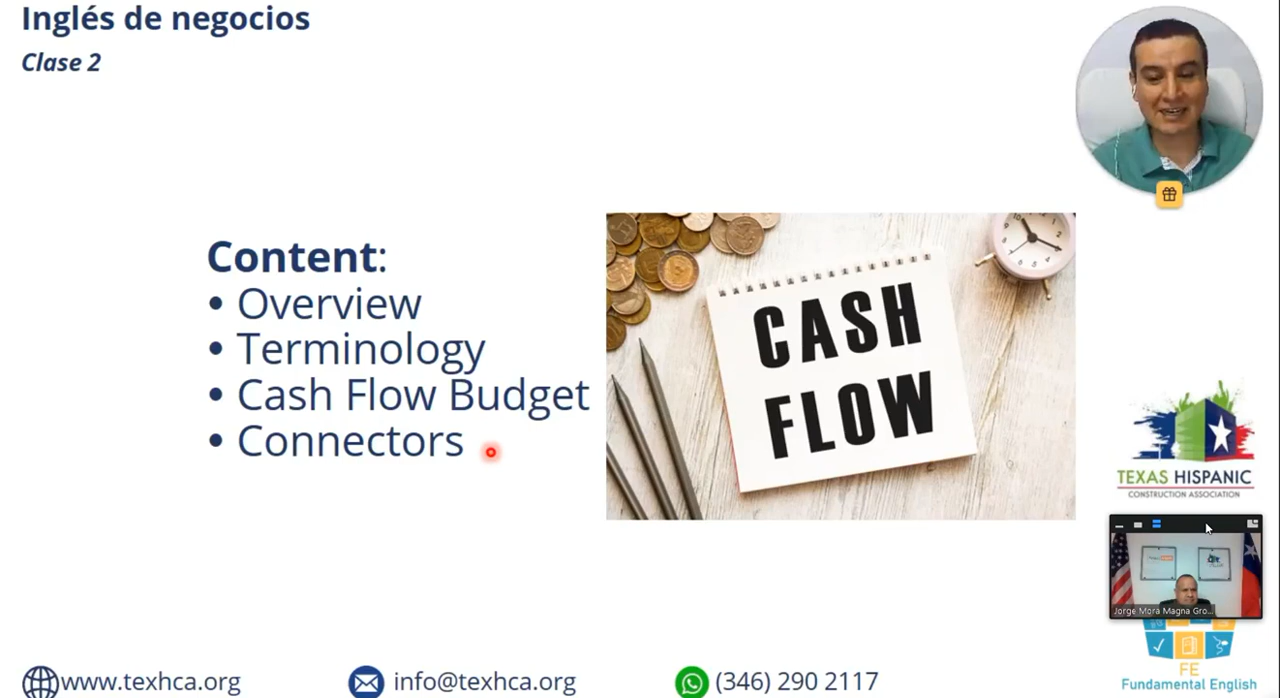 Inglés de negocios
Clase 2
Content:
• Overview
• Terminology
• Cash Flow Budget
• Connectors
CASH
FLOW
TEXAS HISPANIC
CONSTRUCTION ASSOCIATION
Jorge Mora Magna Gro...
FE
Fundamental English
www.texhca.org
info@texhca.org
(346) 290 2117